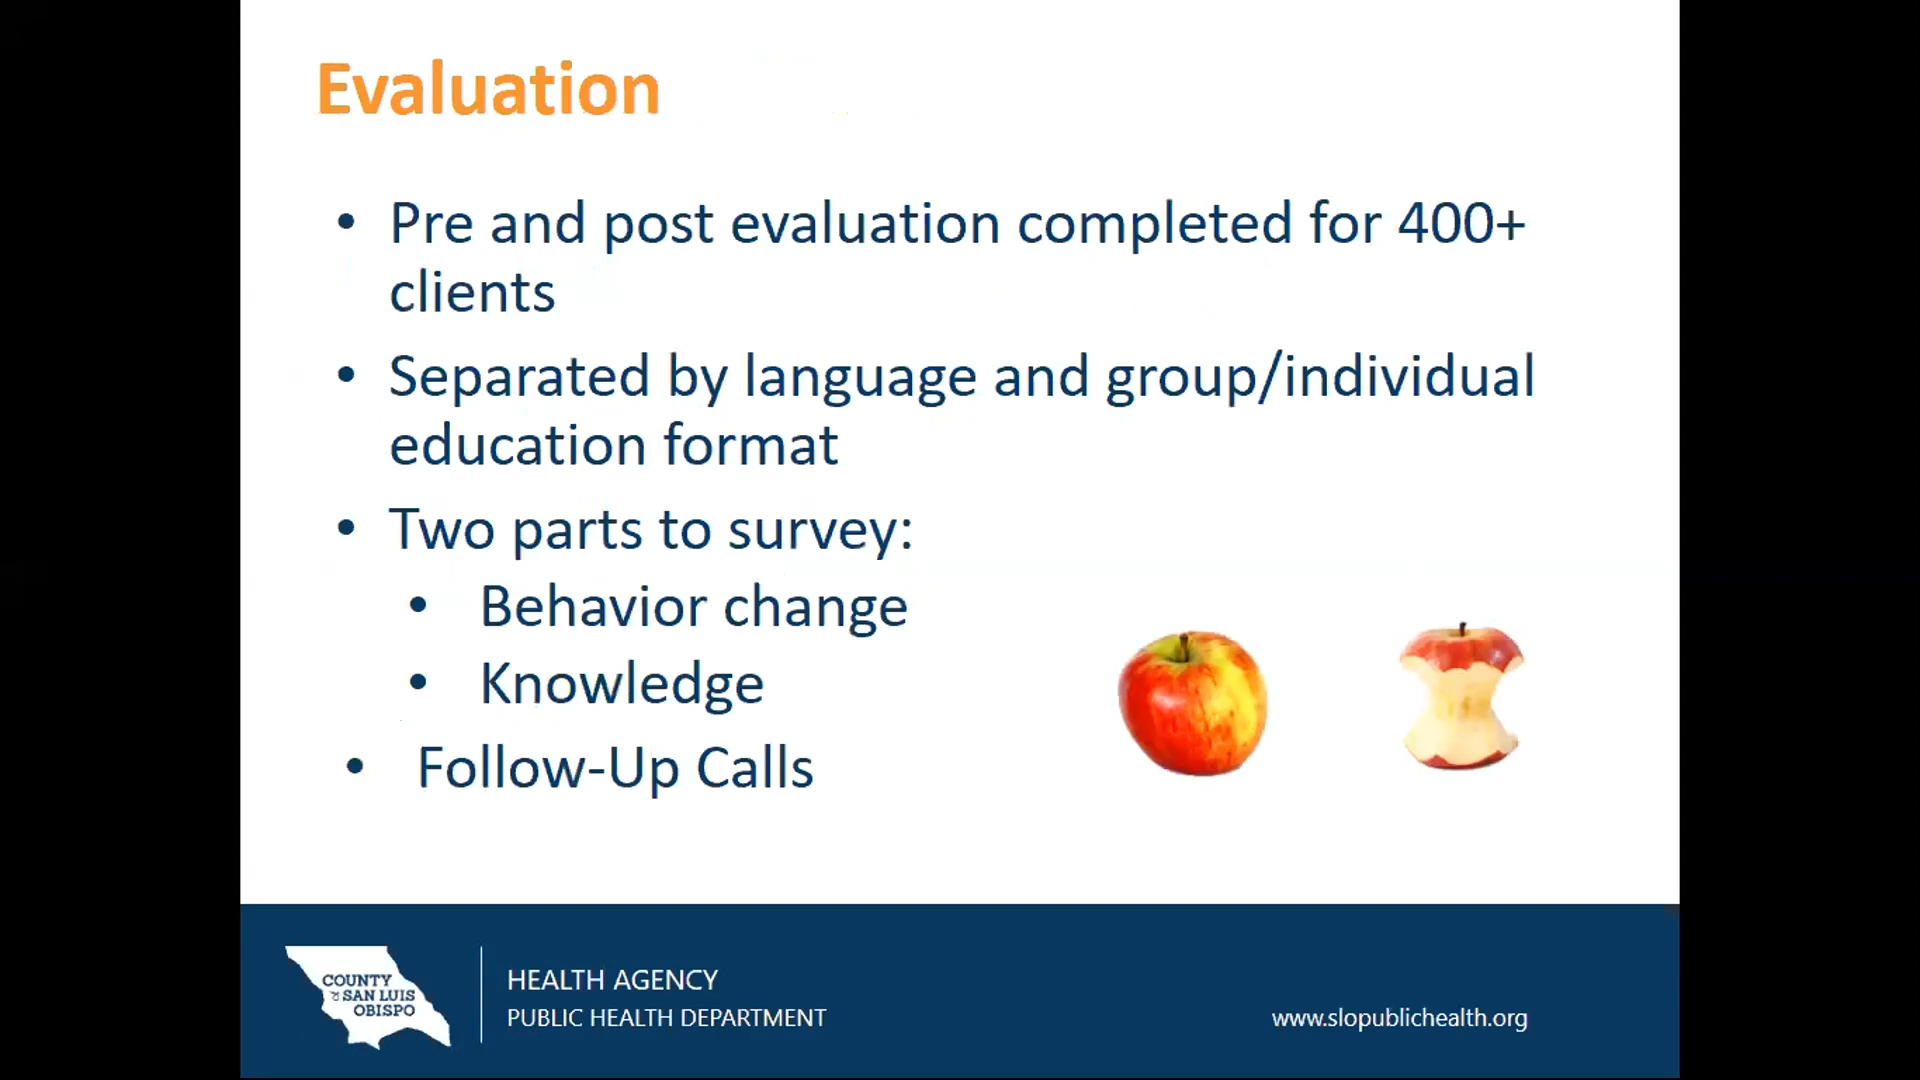 Evaluation
• Pre and post evaluation completed for 400+
clients
• Separated by language and group/individual
education format
• Two parts to survey:
• Behavior change
• Knowledge
• Follow-Up Calls
COUNTY
OF SAN LUIS
OBISPO
HEALTH AGENCY
PUBLIC HEALTH DEPARTMENT
www.slopublichealth.org